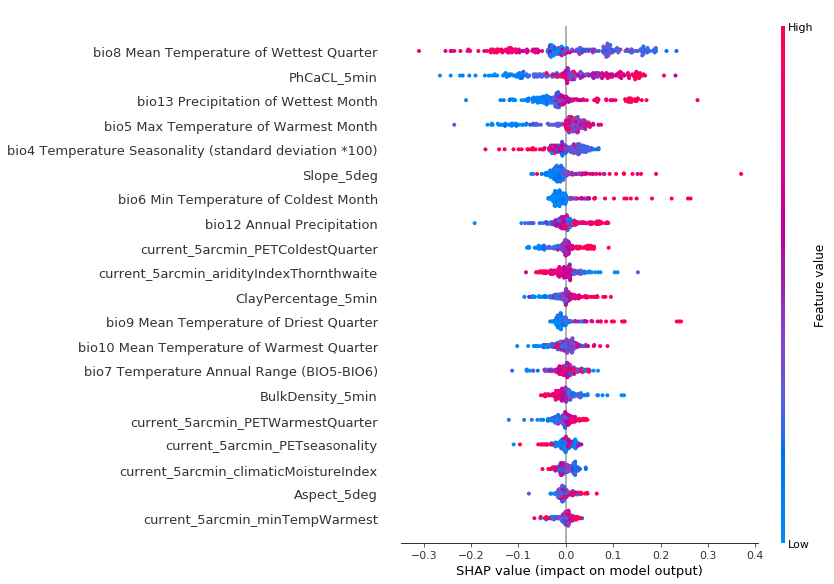 High
bio8 Mean Temperature of Wettest Quarter
PhCaCL_5min
bio13 Precipitation of Wettest Month
bio5 Max Temperature of Warmest Month
bio4 Temperature Seasonality (standard deviation *100)
Slope_5deg
bio6 Min Temperature of Coldest Month
bio12 Annual Precipitation
current_5arcmin_PETColdestQuarter
current_5arcmin_aridityIndexThornthwaite
ClayPercentage_5min
bio9 Mean Temperature of Driest Quarter
bio10 Mean Temperature of Warmest Quarter
bio7 Temperature Annual Range (BIO5-BIO6)
BulkDensity_5min
current_5arcmin_PETWarmestQuarter
current_5arcmin_PETseasonality
current_5arcmin_climaticMoistureIndex
Aspect_5deg
current_5arcmin_minTempWarmest
Feature value
Low
−0.3 −0.2 −0.1 0.0 0.1 0.2 0.3 0.4
SHAP value (impact on model output)